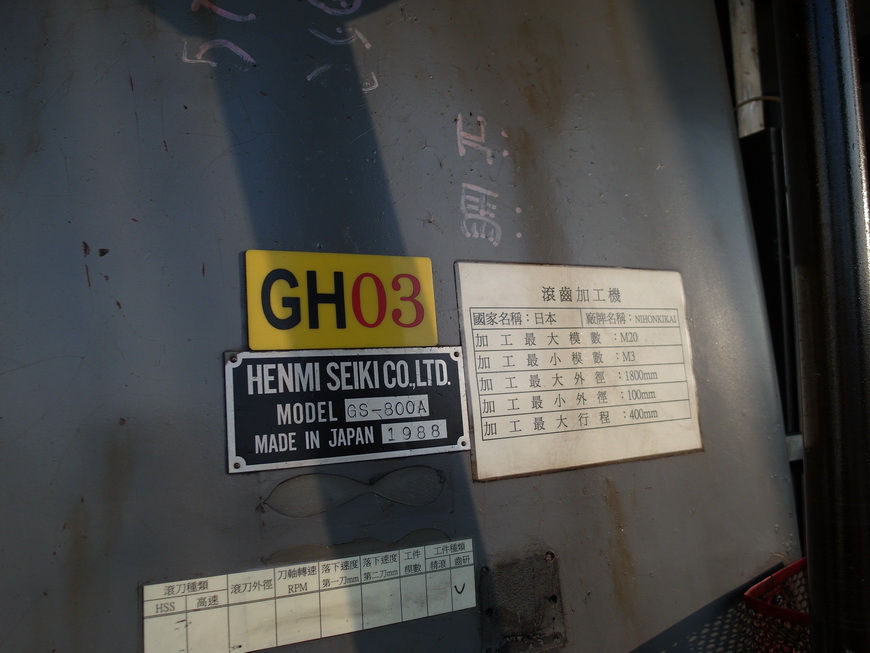 馬:
GH03
HENMI SEIKI CO.,LTD.
MODEL GS-800A
MADE IN JAPAN 1988
滾齒加工機
國家名稱：日本 廠牌名稱：NIHONKIKAI
加工最大模數：M20
加工最小模數：M3
加工最大外徑：1800mm
加工最小外徑：100mm
加工最大行程：400mm
滾刀種類 滾刀外徑 刀軸轉速 落下速度 落下速度 工件 工件種類
HSS 高速 RPM 第一刀mm 第二刀mm 模數 精滾 齒研